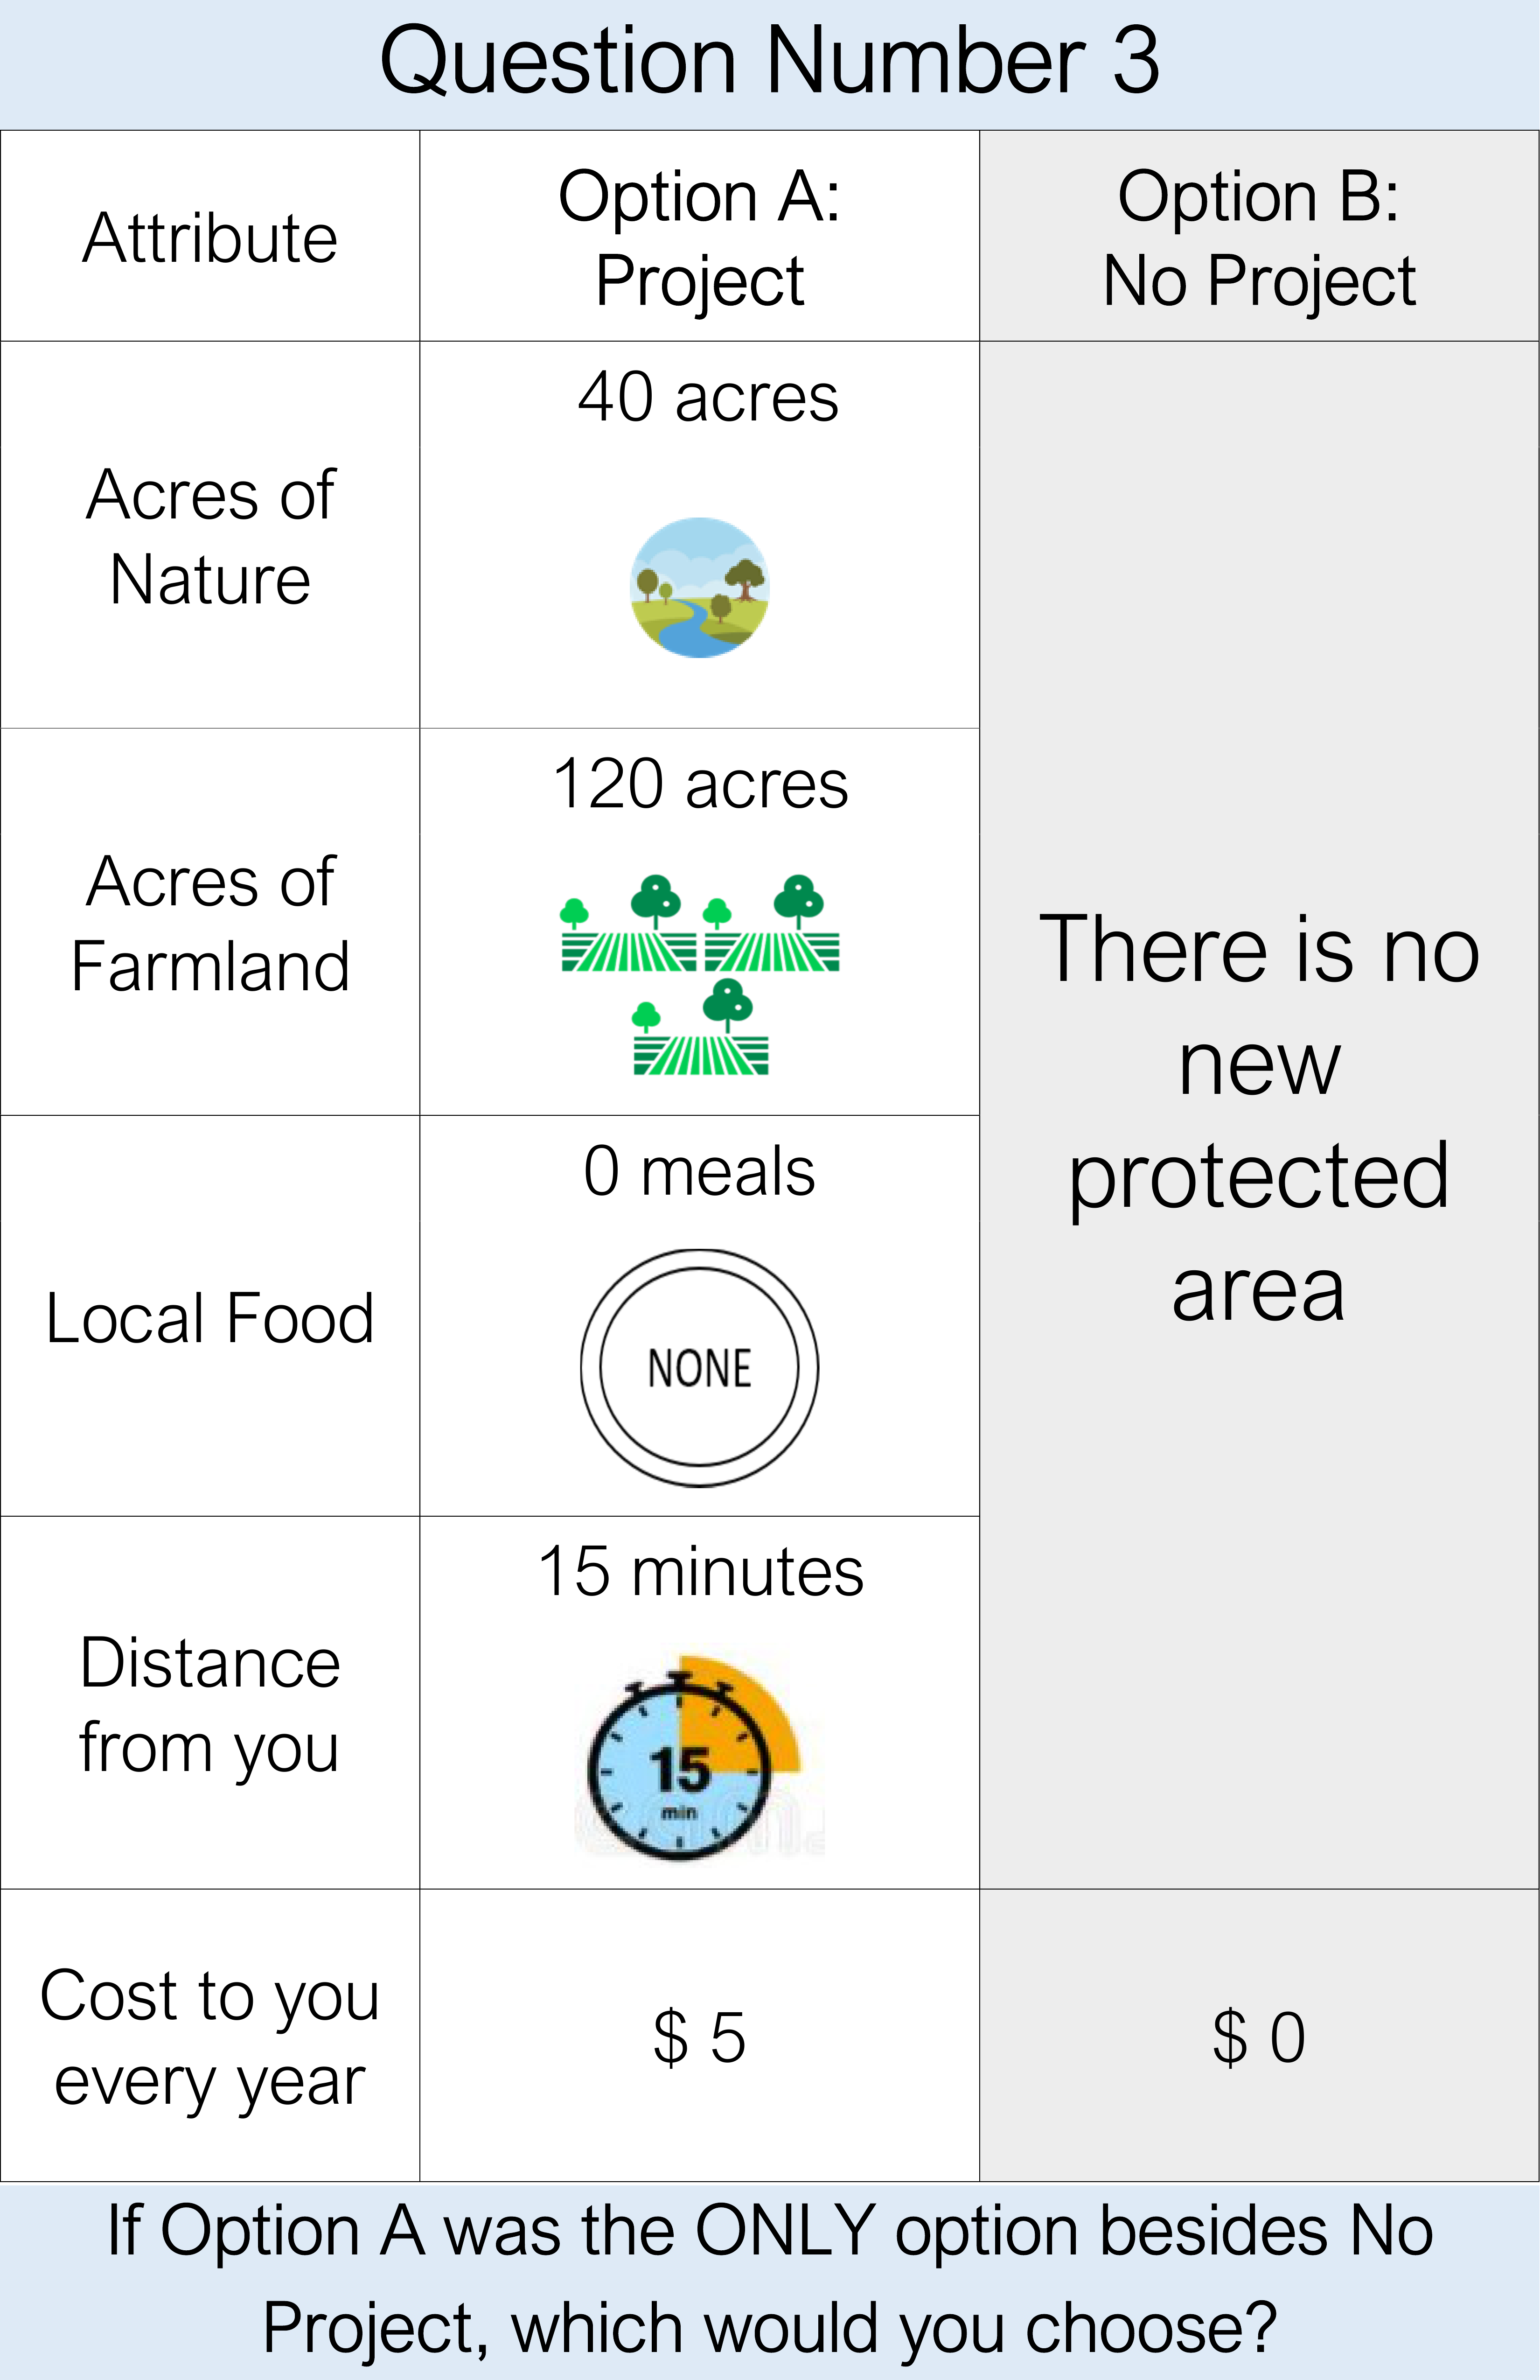 Question Number 3
Attribute
Option A:
Project
Option B:
No Project
Acres of
Nature
40 acres
Acres of
Farmland
120 acres
Local Food
0 meals
NONE
Distance
from you
15 minutes
15
min
There is no
new
protected
area
Cost to you
every year
$ 5
$ 0
If Option A was the ONLY option besides No
Project, which would you choose?